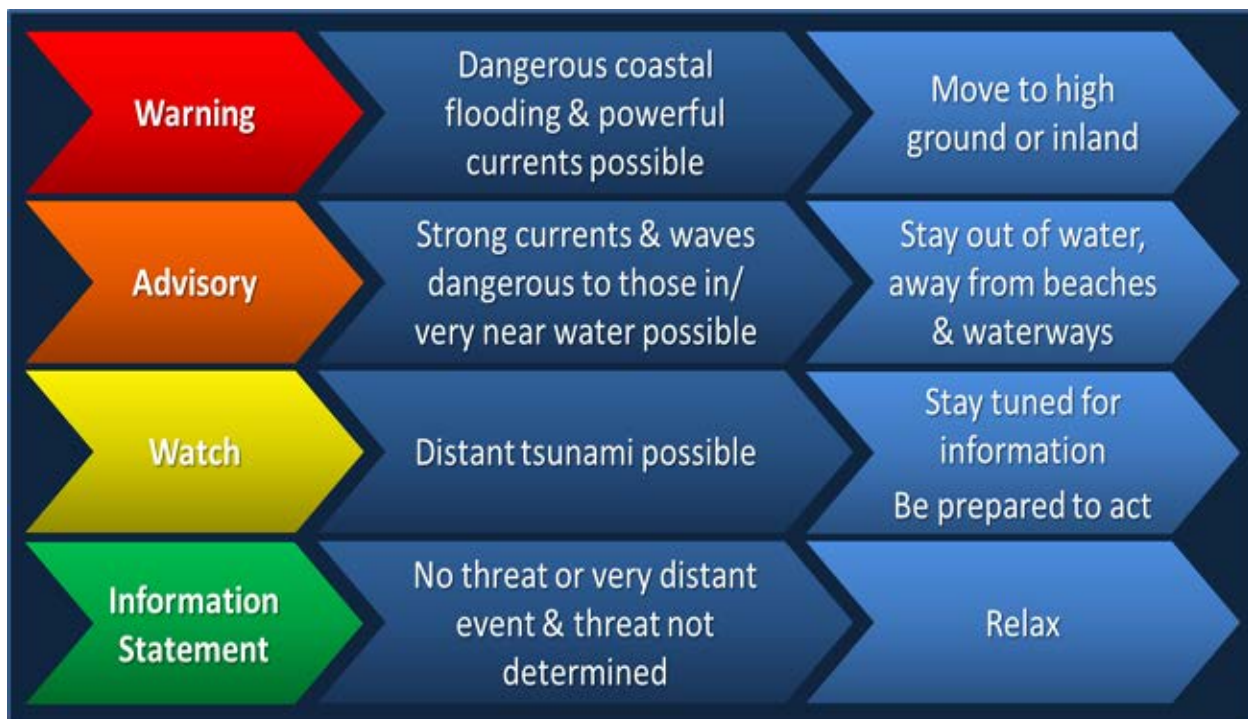 Warning
Dangerous coastal
flooding & powerful
currents possible
Move to high
ground or inland
Advisory
Strong currents & waves
dangerous to those in/
very near water possible
Stay out of water,
away from beaches
& waterways
Watch
Distant tsunami possible
Stay tuned for
information
Be prepared to act
Information
Statement
No threat or very distant
event & threat not
determined
Relax